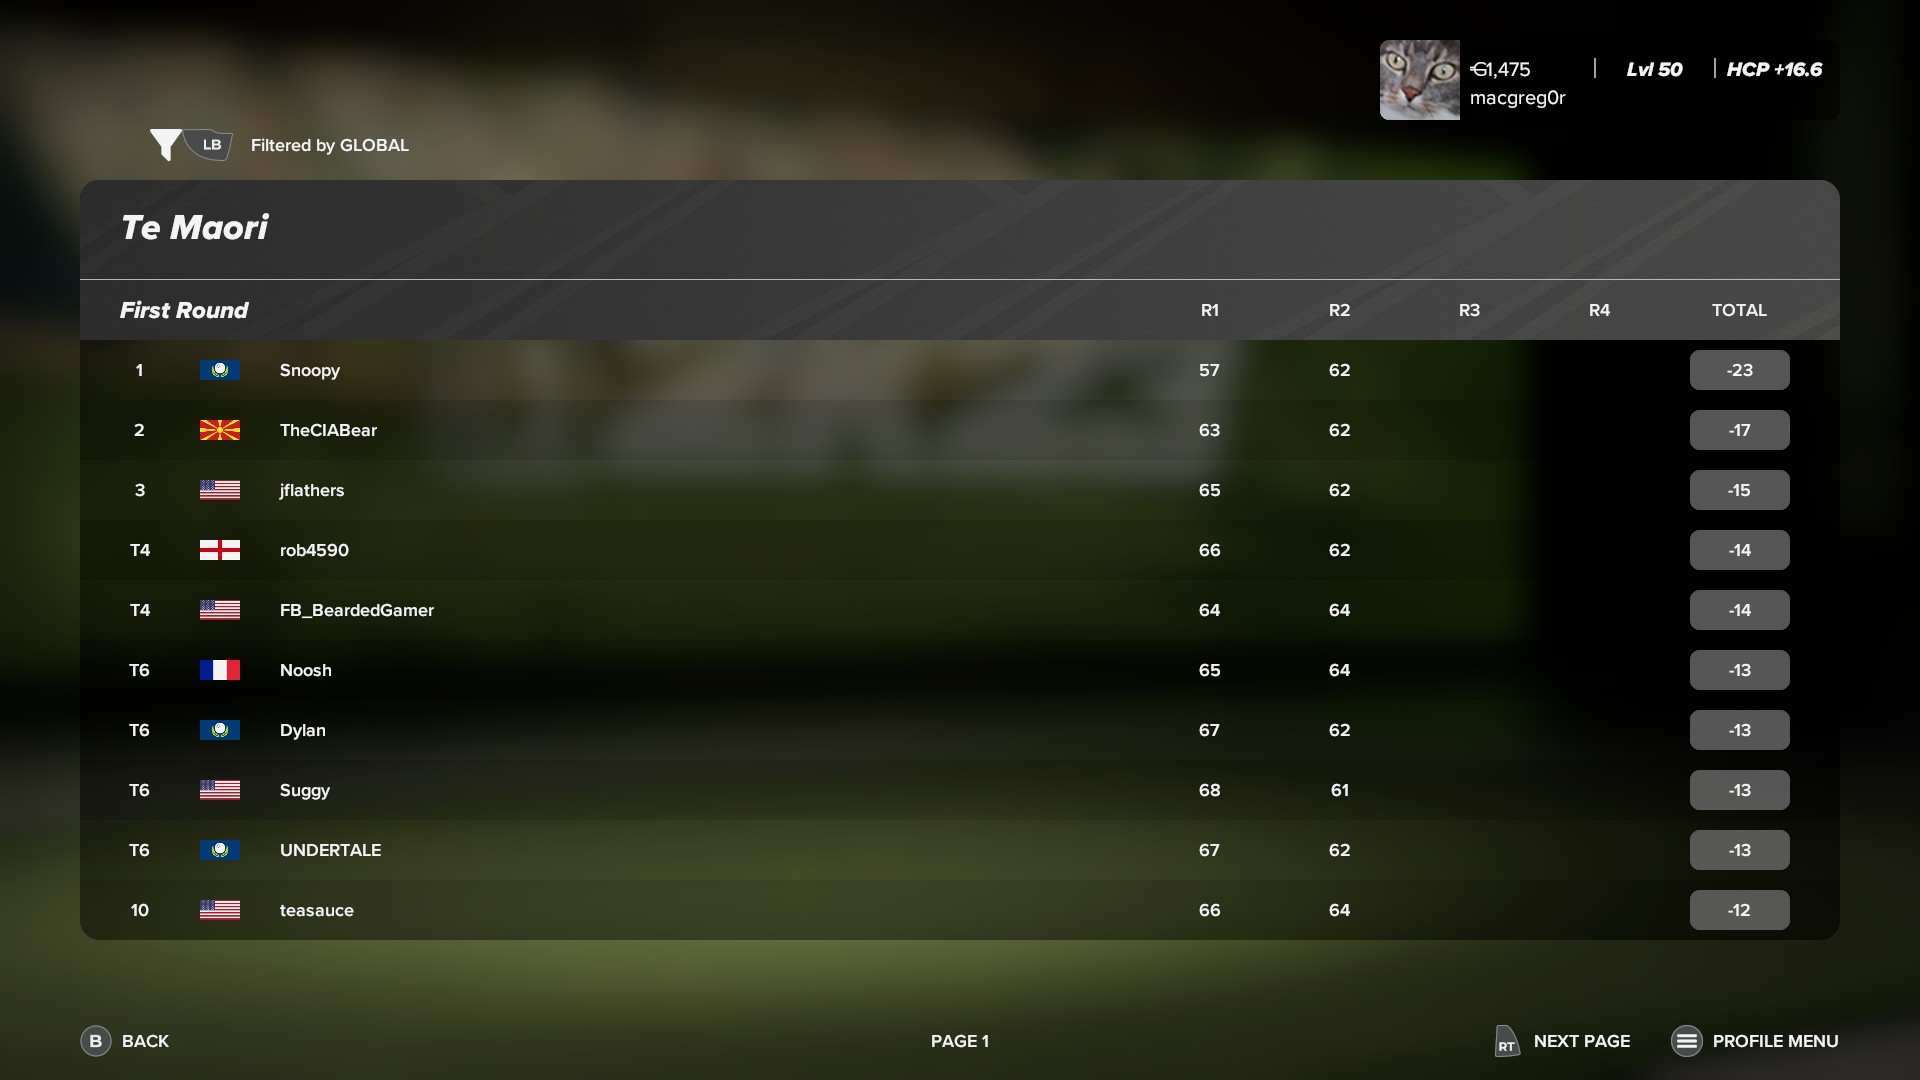 G1,475 | Lvl 50 | HCP +16.6
macgreg0r
LB Filtered by GLOBAL
Te Maori
First Round R1 R2 R3 R4 TOTAL
1 Snoopy 57 62 -23
2 TheCIABear 63 62 -17
3 jflathers 65 62 -15
T4 rob4590 66 62 -14
T4 FB_BeardedGamer 64 64 -14
T6 Noosh 65 64 -13
T6 Dylan 67 62 -13
T6 Suggy 68 61 -13
T6 UNDERTALE 67 62 -13
10 teasauce 66 64 -12
B BACK PAGE 1 RT NEXT PAGE PROFILE MENU